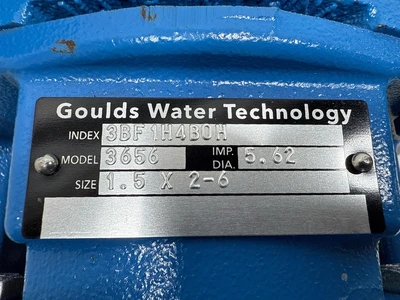 Goulds Water Technology
INDEX 3BF1H4B0H
MODEL 3656 IMP. DIA. 5.62
SIZE 1.5 X 2-6